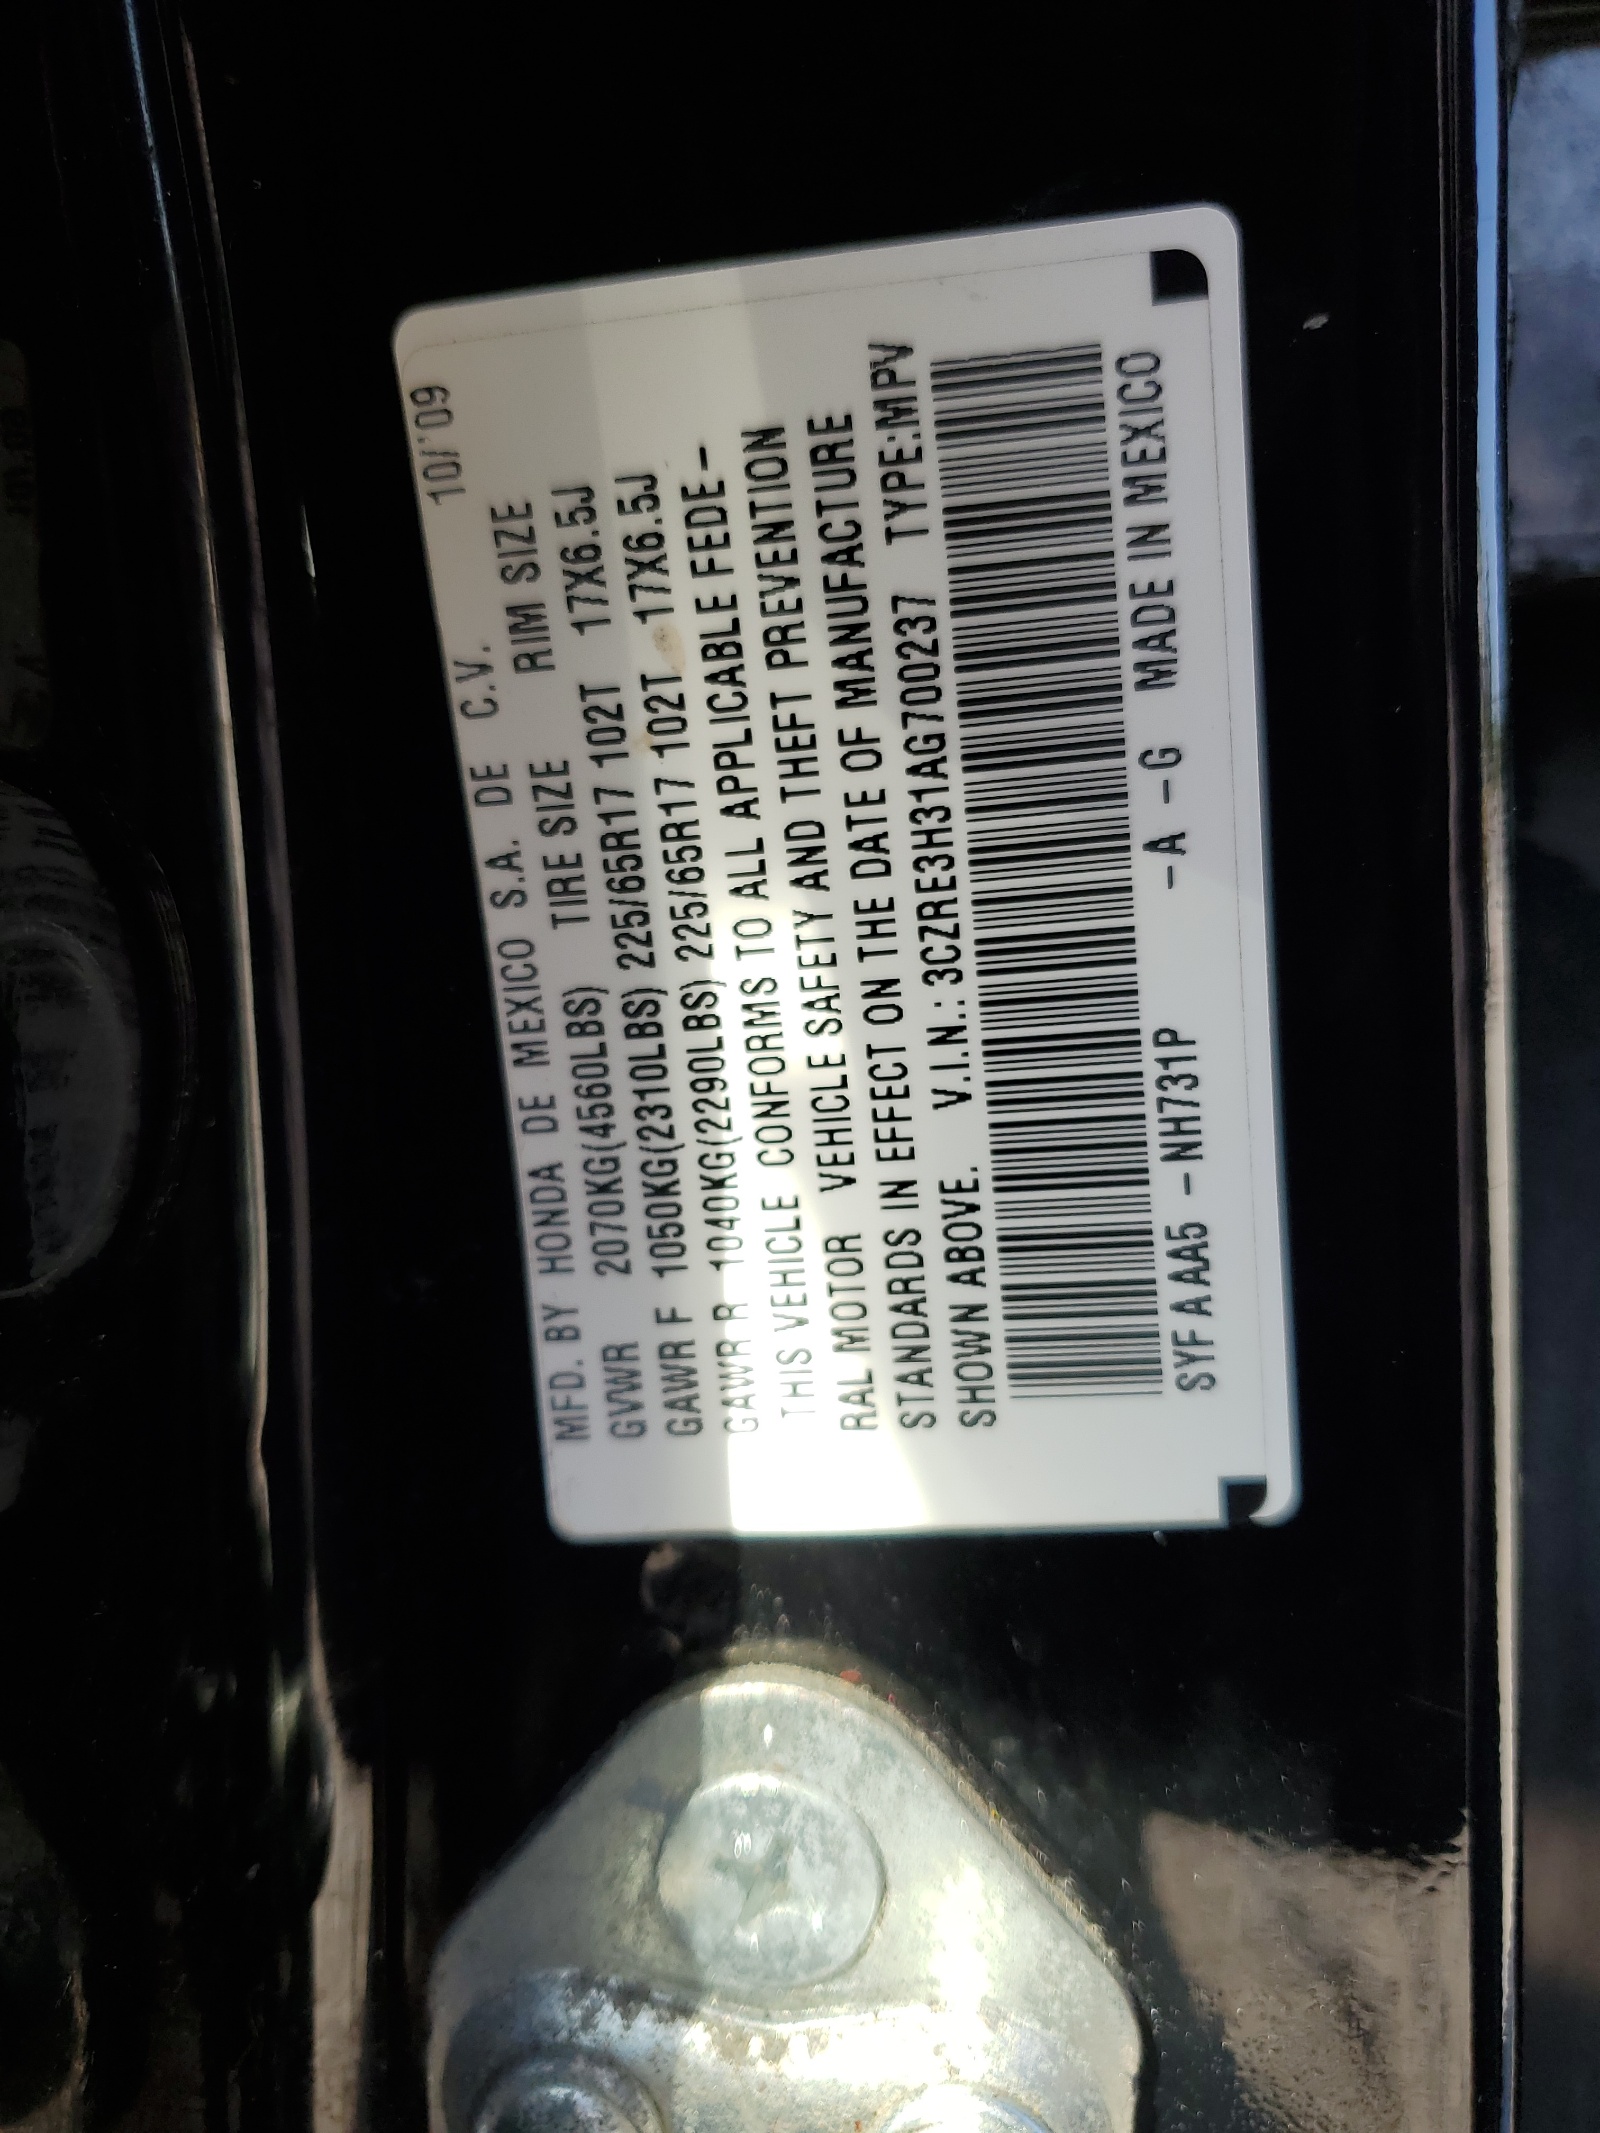 10/'09
MFD. BY HONDA DE MEXICO S.A. DE C.V.
GVWR 2070KG(4560LBS) TIRE SIZE RIM SIZE
GAWR F 1050KG(2310LBS) 225/65R17 102T 17X6.5J
GAWR R 1040KG(2290LBS) 225/65R17 102T 17X6.5J
THIS VEHICLE CONFORMS TO ALL APPLICABLE FEDE-
RAL MOTOR VEHICLE SAFETY AND THEFT PREVENTION
STANDARDS IN EFFECT ON THE DATE OF MANUFACTURE
SHOWN ABOVE. V.I.N.: 3CZRE3H31AG700237 TYPE:MPV
SYFAAA5 -NH731P -A -G MADE IN MEXICO